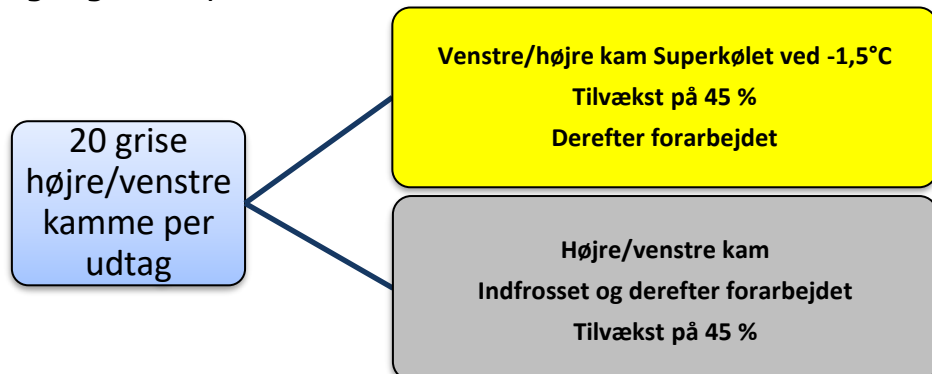 20 grise
højre/venstre
kamme per
udtag
Venstre/højre kam Superkølet ved -1,5°C
Tilvækst på 45 %
Derefter forarbejdet
Højre/venstre kam
Indfrosset og derefter forarbejdet
Tilvækst på 45 %